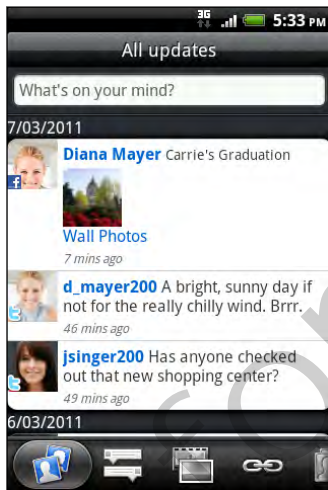 3G 5:33 PM
All updates
What's on your mind?
7/03/2011
Diana Mayer Carrie's Graduation
Wall Photos
7 mins ago
d_mayer200 A bright, sunny day if
not for the really chilly wind. Brrr.
46 mins ago
jsinger200 Has anyone checked
out that new shopping center?
49 mins ago
6/03/2011